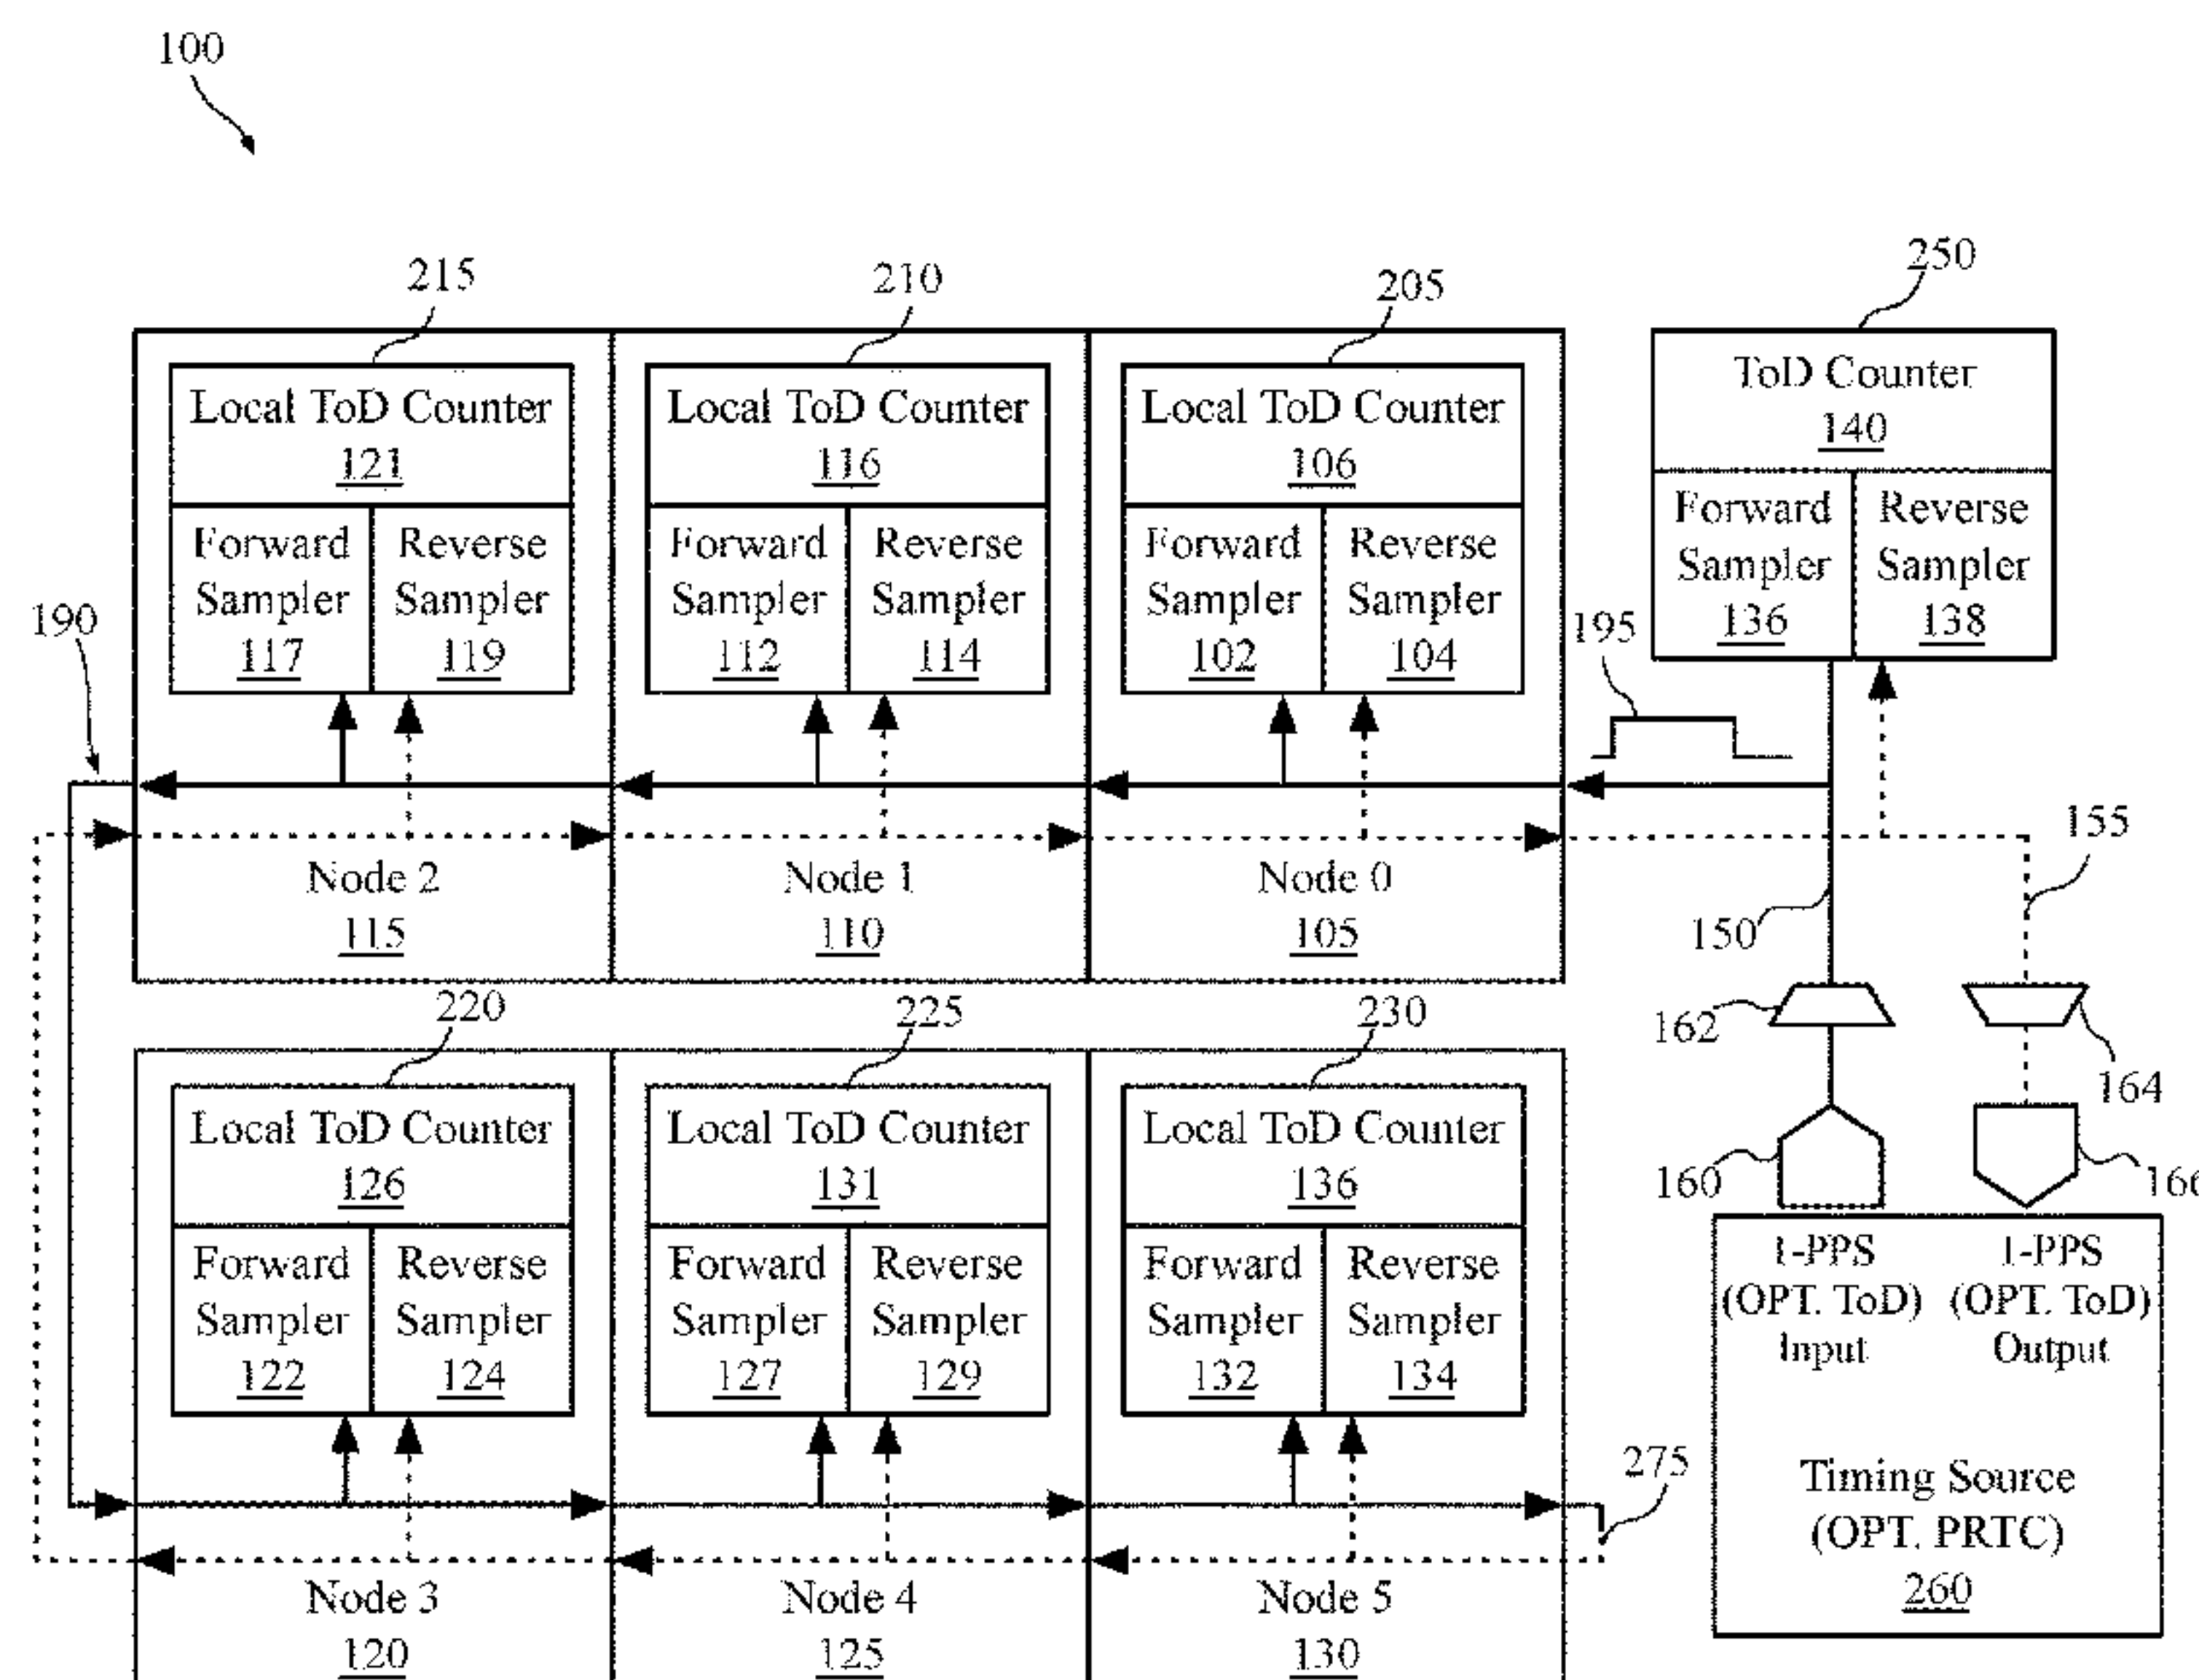 100
215
210
205
250
Local ToD Counter
121
Forward
Sampler
117
Reverse
Sampler
119
Local ToD Counter
116
Forward
Sampler
112
Reverse
Sampler
114
Local ToD Counter
106
Forward
Sampler
102
Reverse
Sampler
104
ToD Counter
140
Forward
Sampler
136
Reverse
Sampler
138
190
195
Node 2
115
Node 1
110
Node 0
105
155
150
162
164
160
166
220
225
230
Local ToD Counter
126
Forward
Sampler
122
Reverse
Sampler
124
Local ToD Counter
131
Forward
Sampler
127
Reverse
Sampler
129
Local ToD Counter
136
Forward
Sampler
132
Reverse
Sampler
134
1-PPS
(OPT. ToD)
Input
1-PPS
(OPT. ToD)
Output
Timing Source
(OPT. PRTC)
260
275
Node 3
120
Node 4
125
Node 5
130